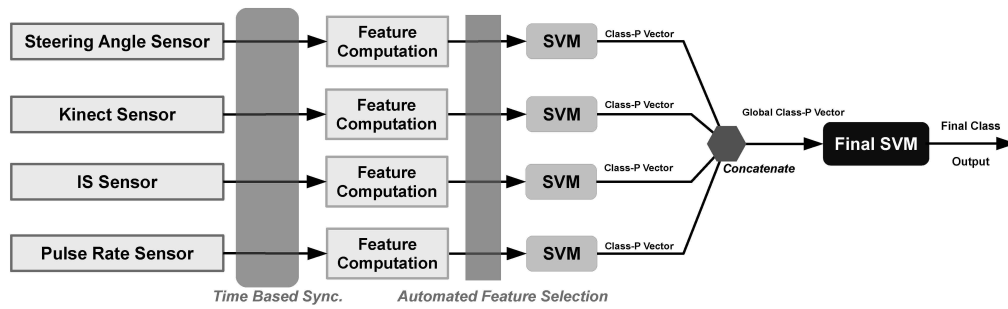 Steering Angle Sensor
Feature
Computation
SVM
Class-P Vector
Kinect Sensor
Feature
Computation
SVM
Class-P Vector
Global Class-P Vector
Final SVM
Final Class
Output
Concatenate
IS Sensor
Feature
Computation
SVM
Class-P Vector
Pulse Rate Sensor
Feature
Computation
SVM
Class-P Vector
Time Based Sync.
Automated Feature Selection